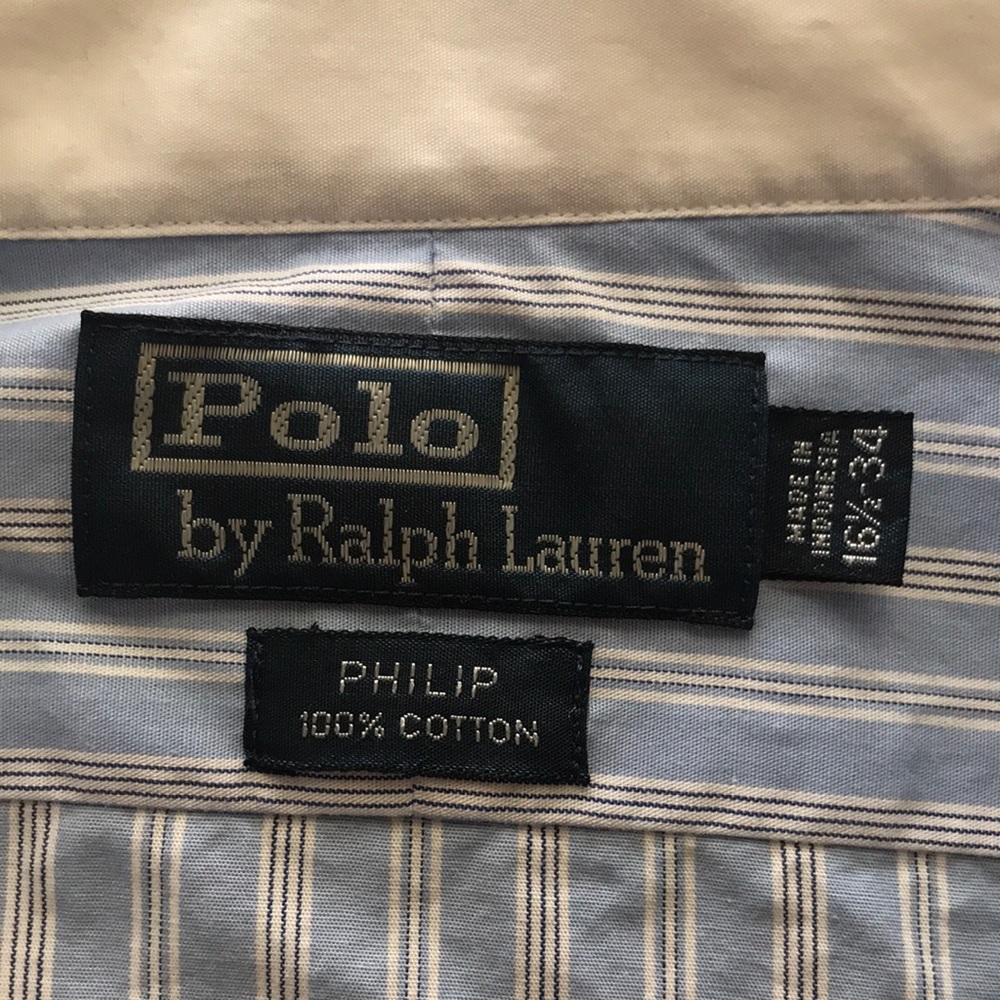 Polo
by Ralph Lauren
MADE IN
INDONESIA
16½-34
PHILIP
100% COTTON